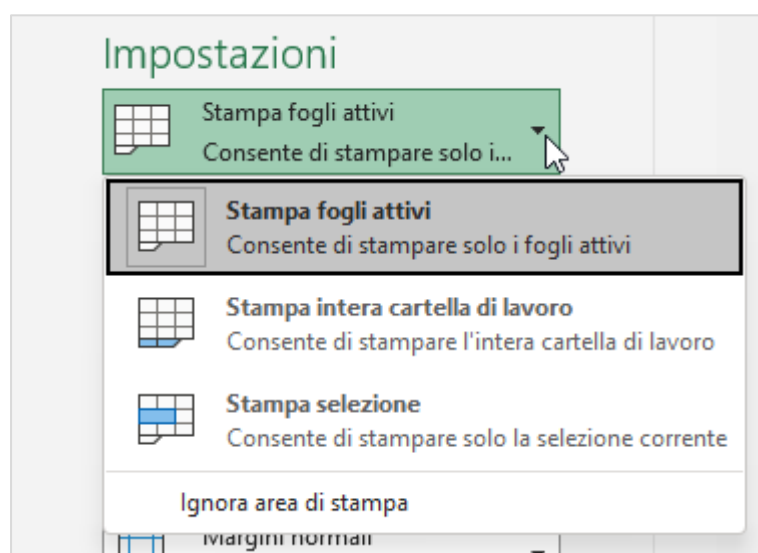 Impostazioni
Stampa fogli attivi
Consente di stampare solo i...
Stampa fogli attivi
Consente di stampare solo i fogli attivi
Stampa intera cartella di lavoro
Consente di stampare l'intera cartella di lavoro
Stampa selezione
Consente di stampare solo la selezione corrente
Ignora area di stampa
Margini normali